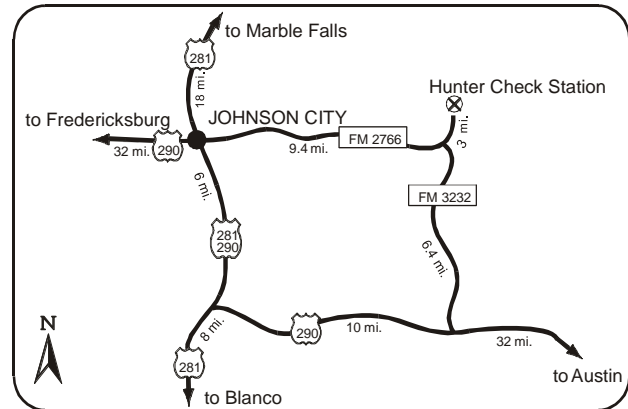 to Marble Falls
281
18 mi.
Hunter Check Station
to Fredericksburg
JOHNSON CITY
32 mi.
290
9.4 mi.
FM 2766
3 mi.
6 mi.
FM 3232
281
290
6.4 mi.
N
8 mi.
290
10 mi.
32 mi.
281
to Austin
to Blanco